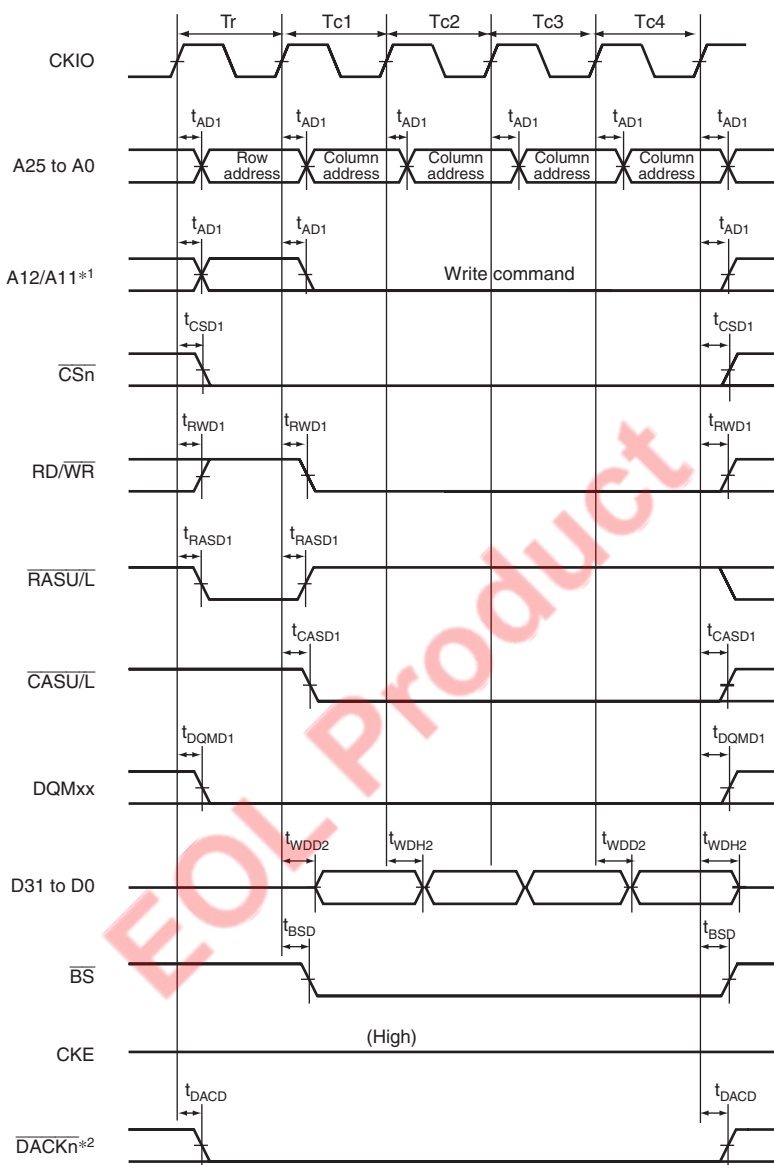 Tr Tc1 Tc2 Tc3 Tc4
CKIO
tAD1 tAD1 tAD1 tAD1 tAD1 tAD1
A25 to A0
Row address Column address Column address Column address Column address
tAD1 tAD1 tAD1
A12/A11*1
Write command
tCSD1 tCSD1
CSn
tRWD1 tRWD1 tRWD1
RD/WR
tRASD1 tRASD1
RASU/L
tCASD1 tCASD1
CASU/L
tDQMD1 tDQMD1
DQMxx
tWDD2 tWDH2 tWDD2 tWDH2
D31 to D0
tBSD tBSD
BS
(High)
CKE
tDACD tDACD
DACKn*2
EOL Product